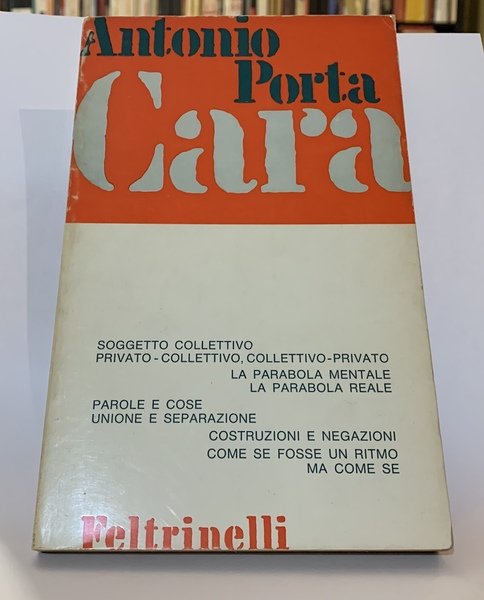 Antonio
Porta
Cara
SOGGETTO COLLETTIVO
PRIVATO-COLLETTIVO, COLLETTIVO-PRIVATO
LA PARABOLA MENTALE
LA PARABOLA REALE
PAROLE E COSE
UNIONE E SEPARAZIONE
COSTRUZIONI E NEGAZIONI
COME SE FOSSE UN RITMO
MA COME SE
Feltrinelli